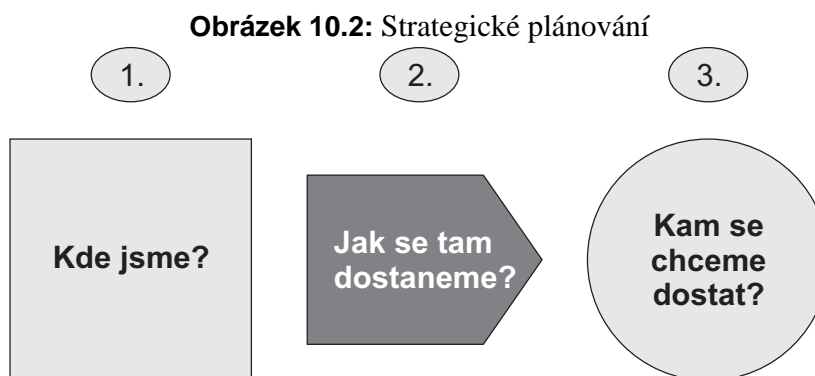 Obrázek 10.2: Strategické plánování
1.
2.
3.
Kde jsme?
Jak se tam
dostaneme?
Kam se
chceme
dostat?